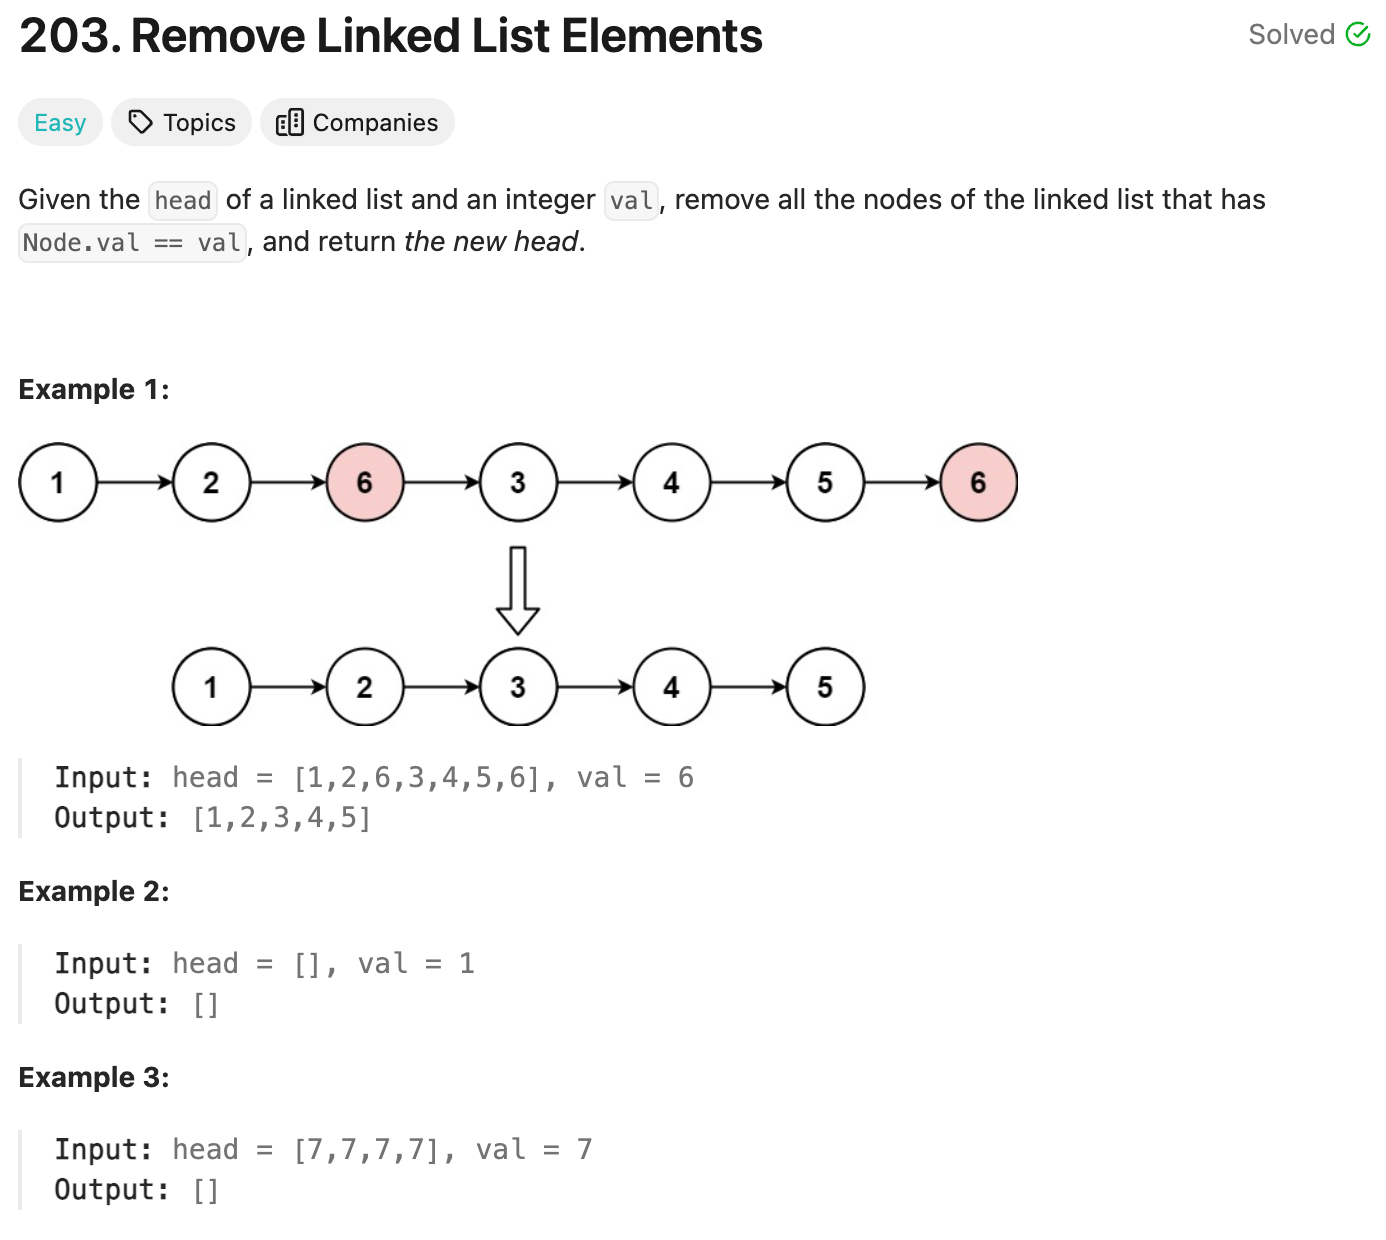 203. Remove Linked List Elements
Solved
Easy
Topics
Companies
Given the head of a linked list and an integer val, remove all the nodes of the linked list that has
Node.val == val, and return the new head.
Example 1:
1 2 6 3 4 5 6
1 2 3 4 5
Input: head = [1,2,6,3,4,5,6], val = 6
Output: [1,2,3,4,5]
Example 2:
Input: head = [], val = 1
Output: []
Example 3:
Input: head = [7,7,7,7], val = 7
Output: []